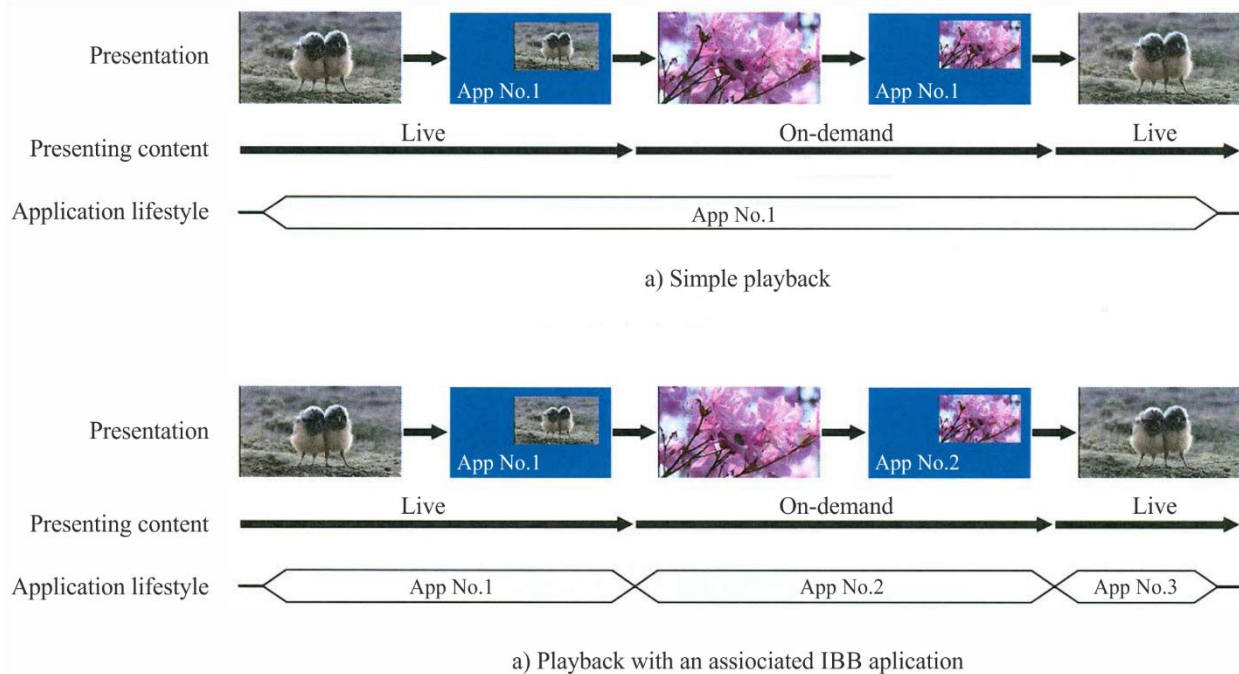 Presentation
App No.1
App No.1
Live
On-demand
Live
Presenting content
Application lifestyle
App No.1
a) Simple playback
Presentation
App No.1
App No.2
Live
On-demand
Live
Presenting content
Application lifestyle
App No.1
App No.2
App No.3
a) Playback with an assiociated IBB aplication